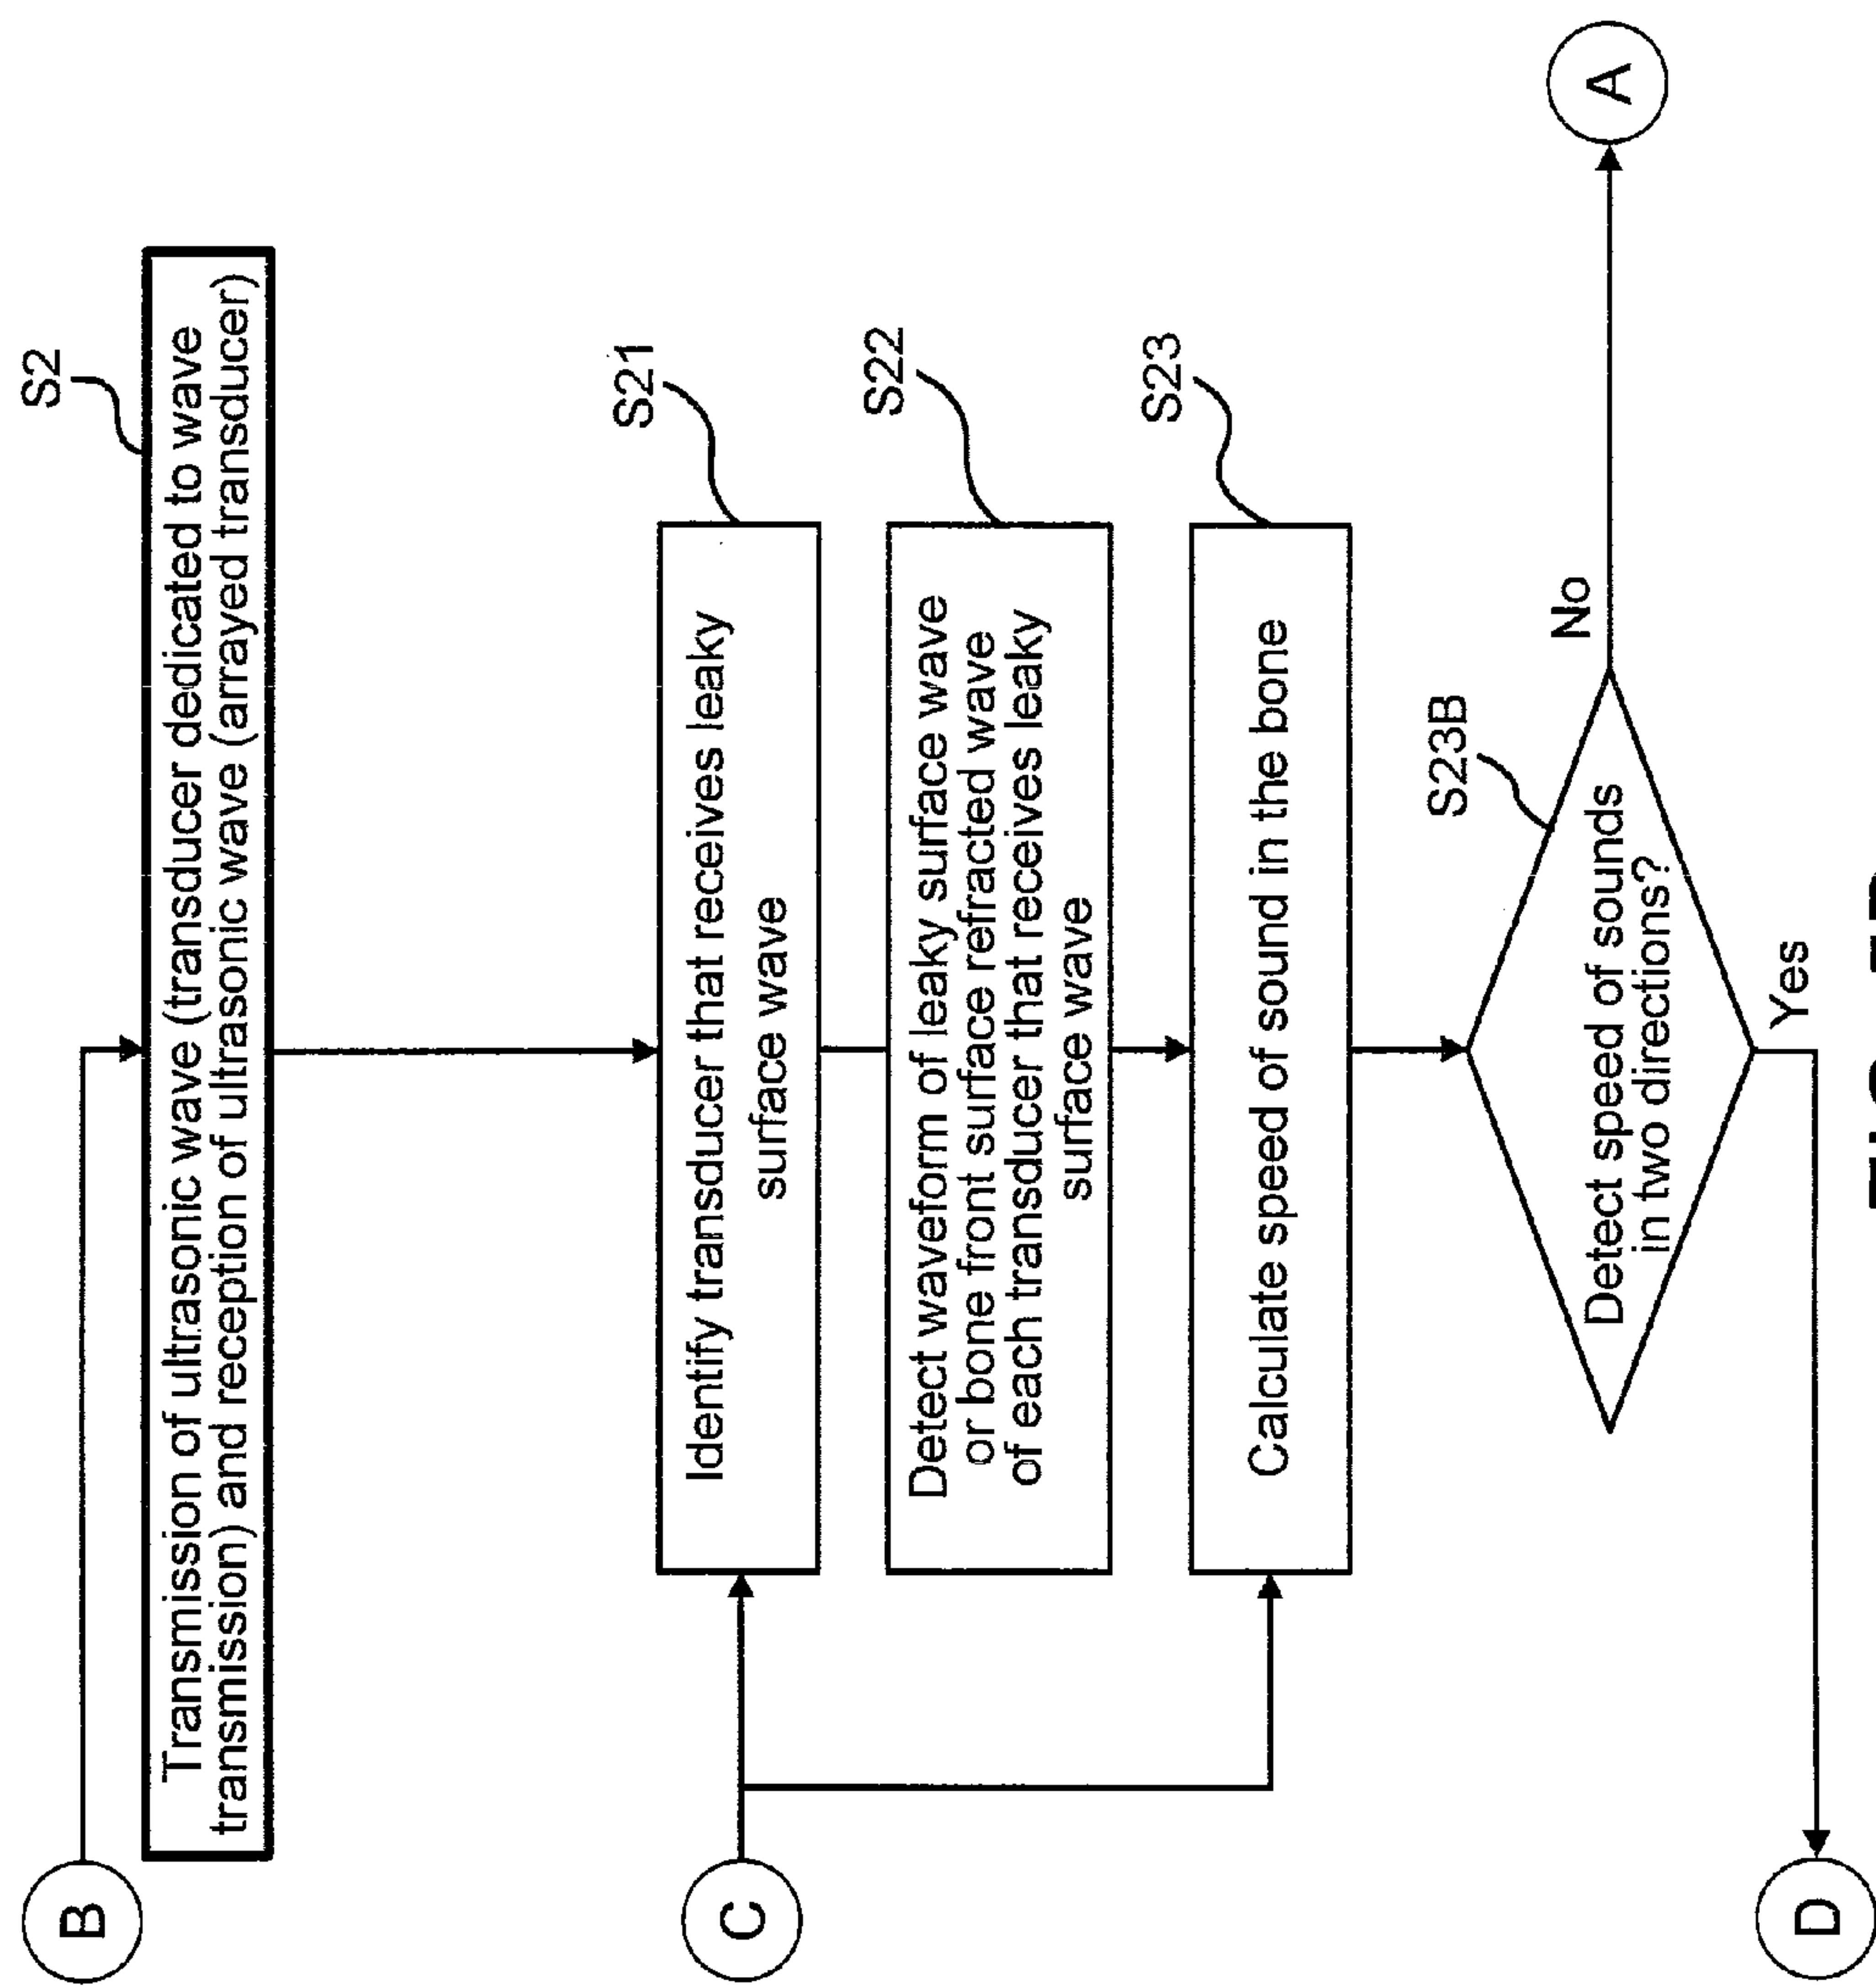 B
S2
Transmission of ultrasonic wave (transducer dedicated to wave
transmission) and reception of ultrasonic wave (arrayed transducer)
C
S21
Identify transducer that receives leaky
surface wave
S22
Detect waveform of leaky surface wave
or bone front surface refracted wave
of each transducer that receives leaky
surface wave
S23
Calculate speed of sound in the bone
S23B
Detect speed of sounds
in two directions?
No
A
Yes
D